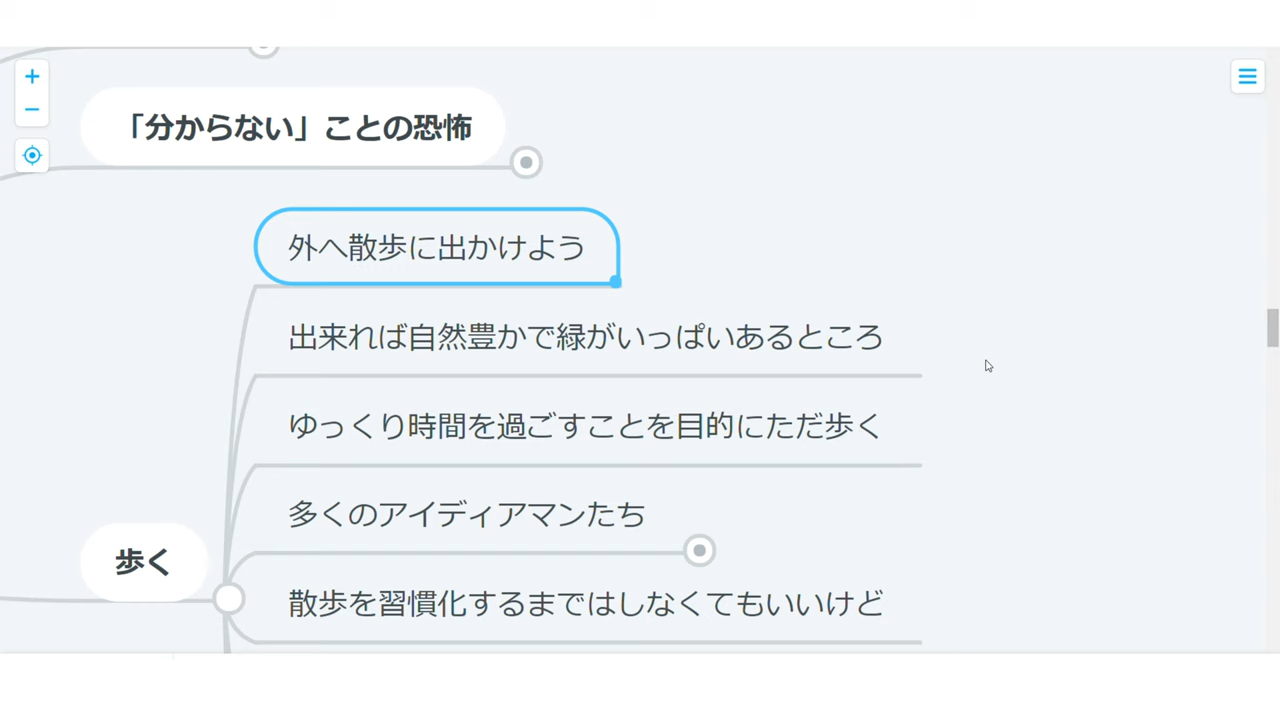 「分からない」ことの恐怖
外へ散歩に出かけよう
出来れば自然豊かで緑がいっぱいあるところ
ゆっくり時間を過ごすことを目的にただ歩く
多くのアイディアマンたち
歩く
散歩を習慣化するまではしなくてもいいけど